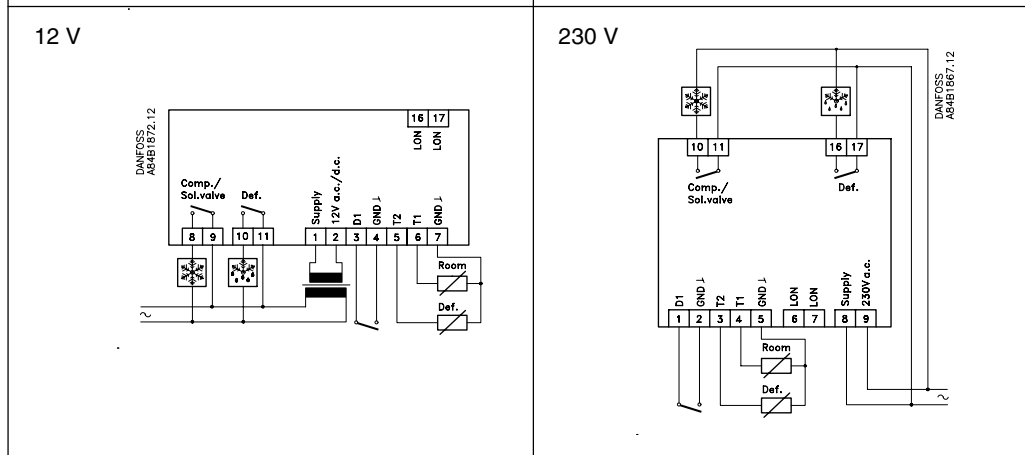 12 V
DANFOSS
A84B1872.12
16 17
LON LON
Comp./
Sol.valve
Def.
Supply
12V a.c./d.c.
D1
GND ⊥
T2
T1
GND ⊥
8 9 10 11 1 2 3 4 5 6 7
Room
Def.
~
230 V
DANFOSS
A84B1867.12
10 11 16 17
Comp./
Sol.valve
Def.
D1
GND ⊥
T2
T1
GND ⊥
LON
LON
Supply
230V a.c.
1 2 3 4 5 6 7 8 9
Room
Def.
~